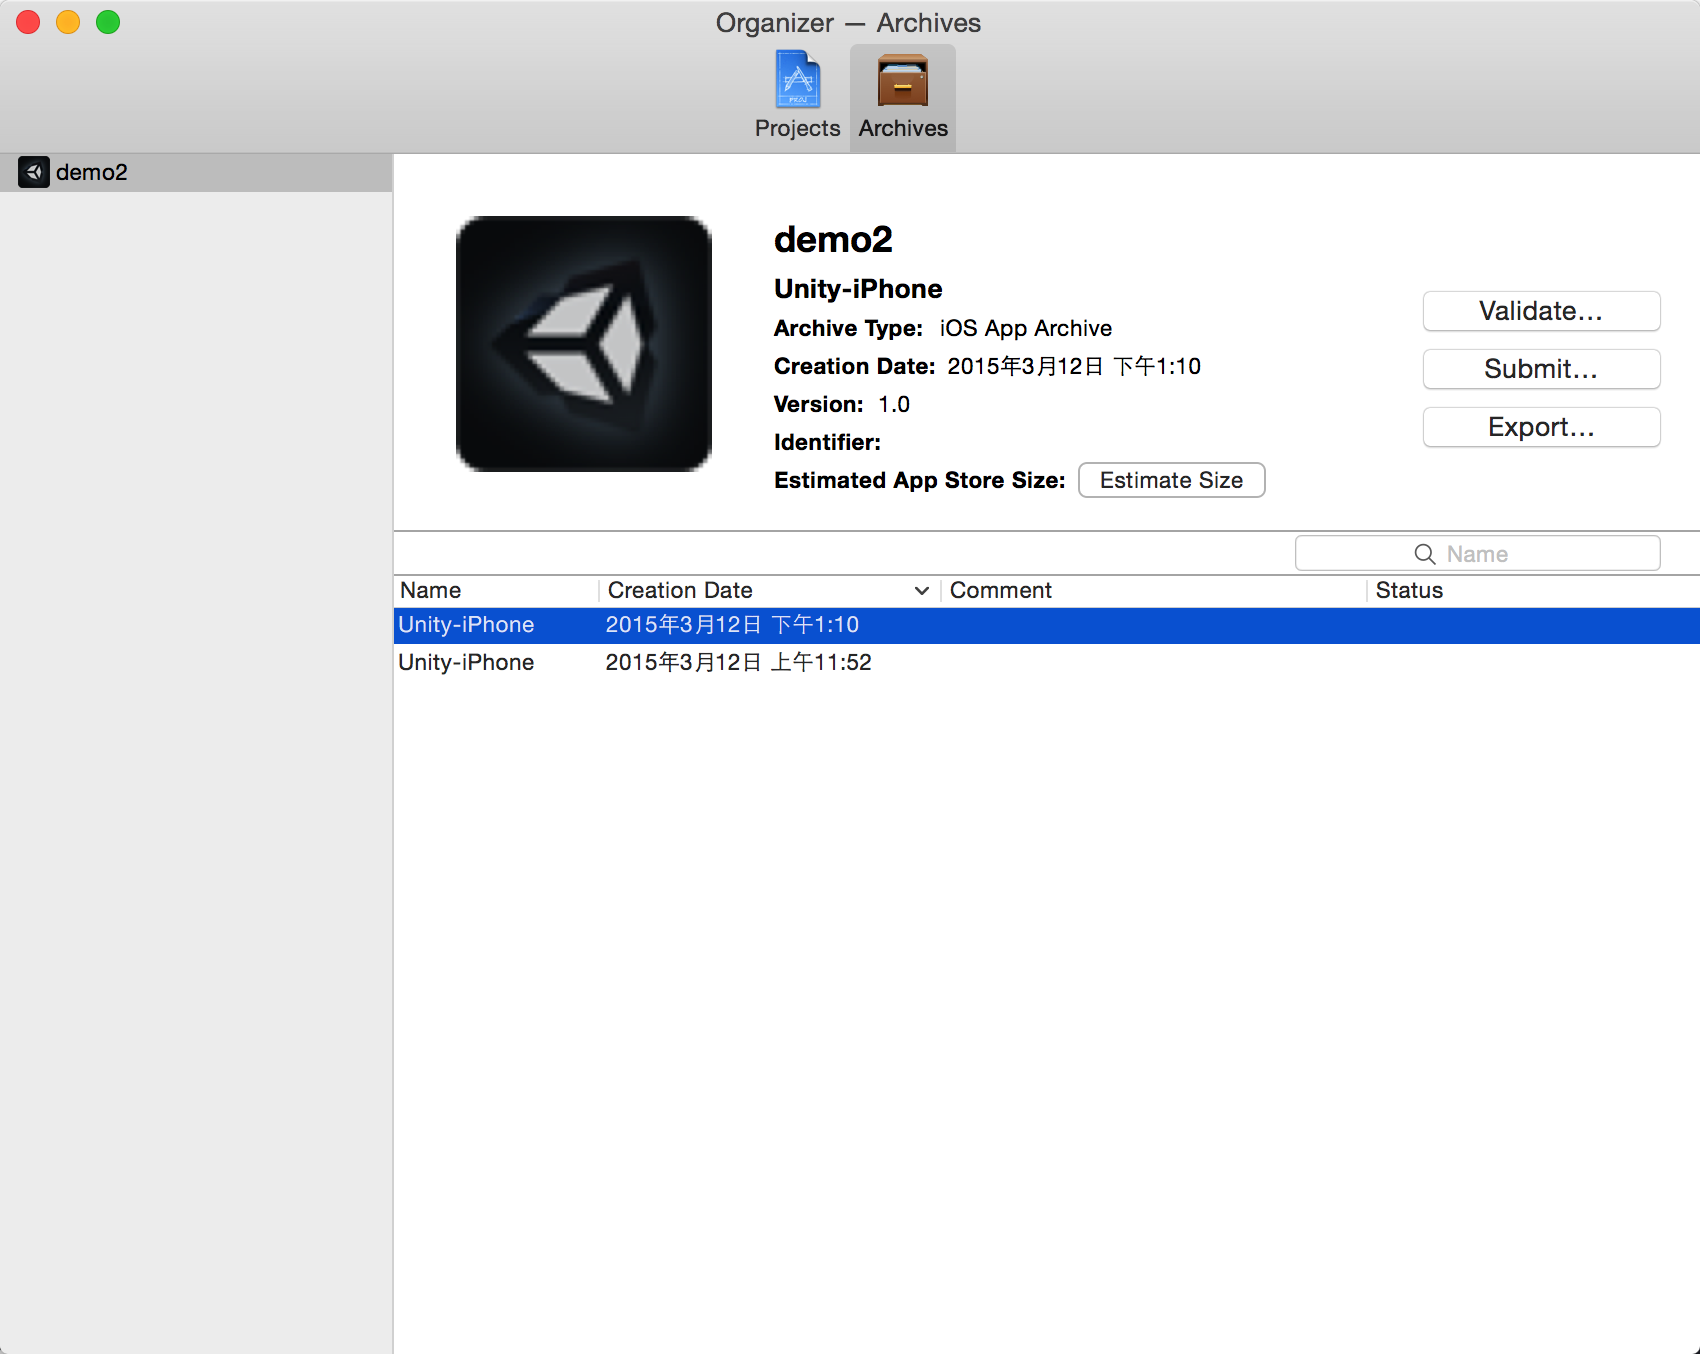 Organizer — Archives
Projects
Archives
demo2
demo2
Unity-iPhone
Archive Type: iOS App Archive
Creation Date: 2015年3月12日 下午1:10
Version: 1.0
Identifier:
Estimated App Store Size: Estimate Size
Validate...
Submit...
Export...
Name
Name Creation Date Comment Status
Unity-iPhone 2015年3月12日 下午1:10
Unity-iPhone 2015年3月12日 上午11:52